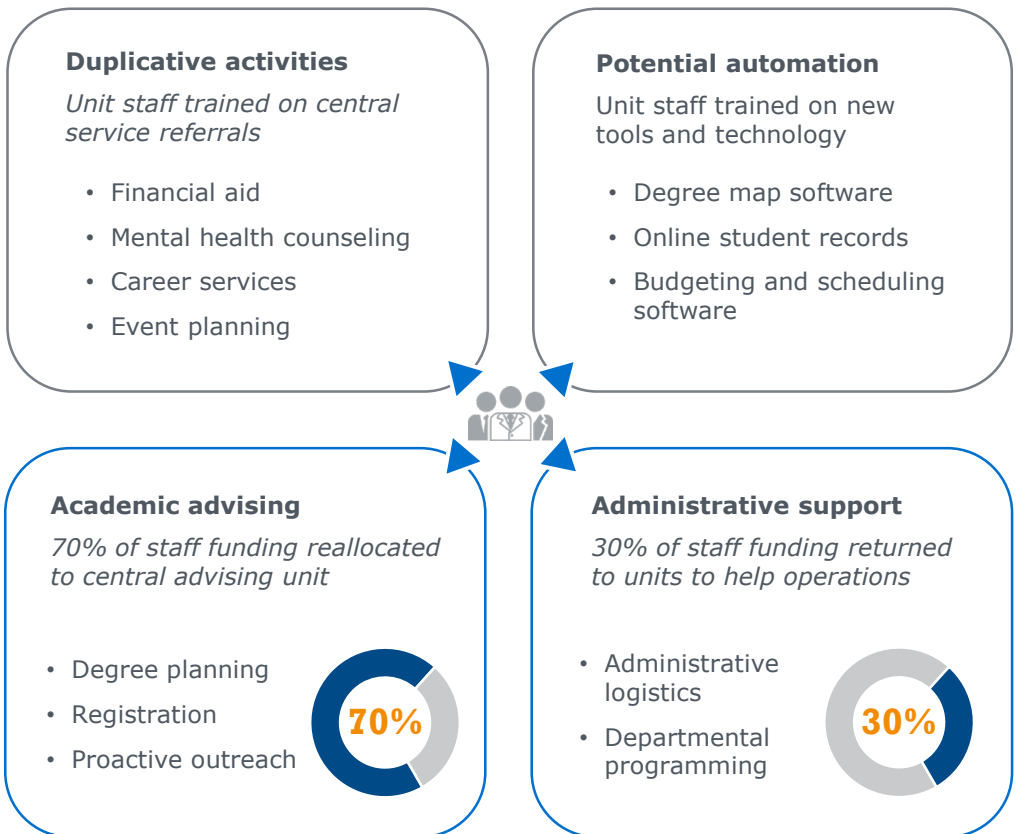 Duplicative activities
Unit staff trained on central
service referrals
• Financial aid
• Mental health counseling
• Career services
• Event planning
Potential automation
Unit staff trained on new
tools and technology
• Degree map software
• Online student records
• Budgeting and scheduling
software
Academic advising
70% of staff funding reallocated
to central advising unit
• Degree planning
• Registration
• Proactive outreach
70%
Administrative support
30% of staff funding returned
to units to help operations
• Administrative
logistics
• Departmental
programming
30%